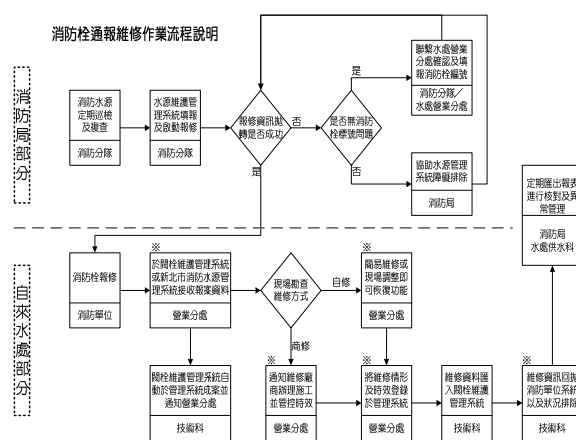 消防栓通報維修作業流程說明
消防局部分
消防水源
定期巡檢
及複查
消防分隊
水源維護管
理系統填報
及啟動報修
消防分隊
報修資訊拋
轉是否成功
否
是
是否無消防
栓標號問題
是
否
聯繫水處營業
分處確認及填
報消防栓編號
消防分隊／
水處營業分處
協助水源管理
系統障礙排除
消防局
定期匯出報表
進行核對及異
常管理
消防局
水處供水科
自來水處部分
消防栓報修
消防單位
※
於閥栓維護管理系統
或新北市消防水源管
理系統接收報案資料
營業分處
現場勘查
維修方式
自修
商修
※
簡易維修或
現場調整即
可恢復功能
營業分處
閥栓維護管理系統自
動於管理系統成案並
通知營業分處
技術科
※
通知維修廠
商辦理施工
並管控時效
營業分處
※
將維修情形
及時效登錄
於管理系統
營業分處
維修資料匯
入閥栓維護
管理系統
技術科
※
維修資訊回拋
消防單位系統
以及狀況排除
技術科